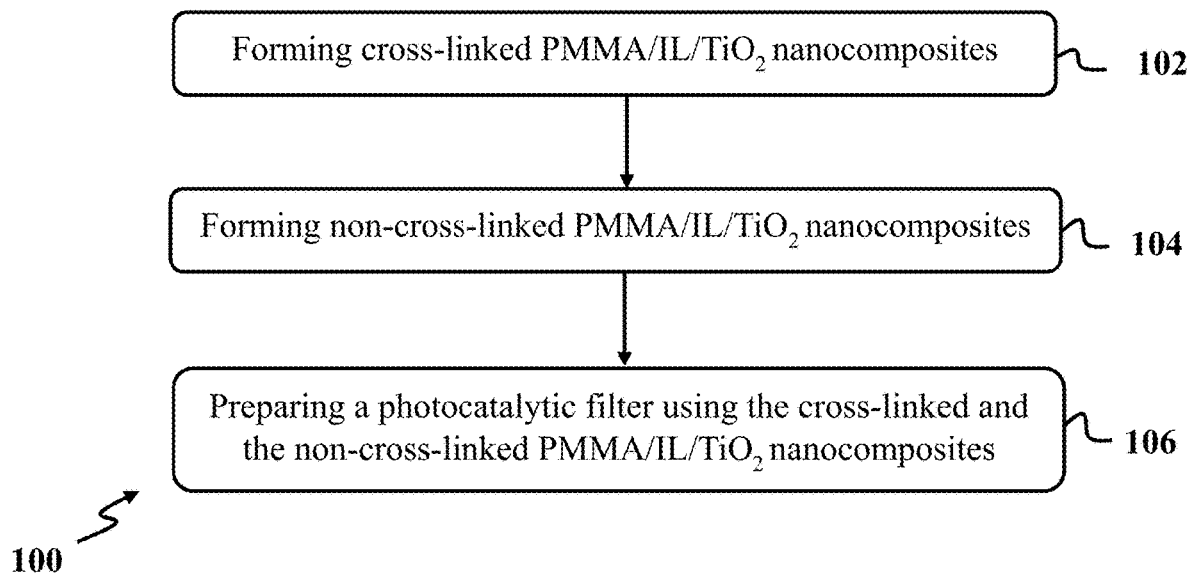 Forming cross-linked PMMA/IL/TiO₂ nanocomposites
102
Forming non-cross-linked PMMA/IL/TiO₂ nanocomposites
104
Preparing a photocatalytic filter using the cross-linked and
the non-cross-linked PMMA/IL/TiO₂ nanocomposites
106
100